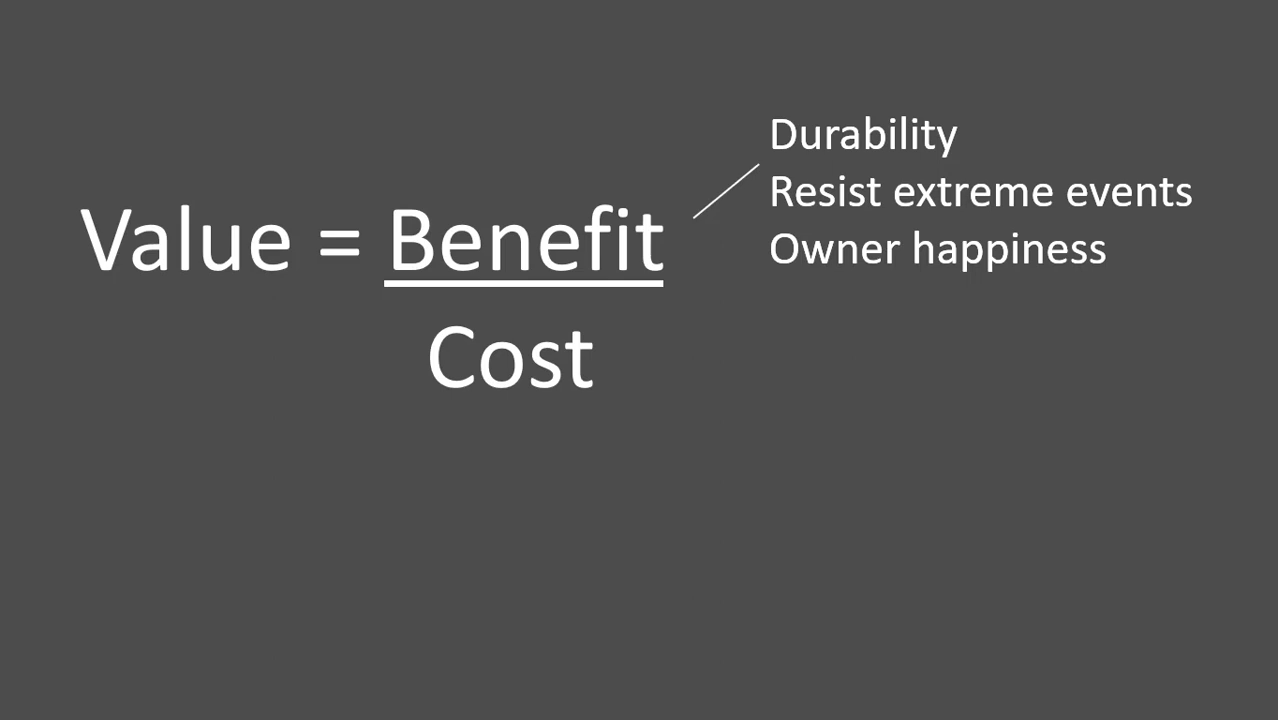 Value = Benefit
Cost
Durability
Resist extreme events
Owner happiness